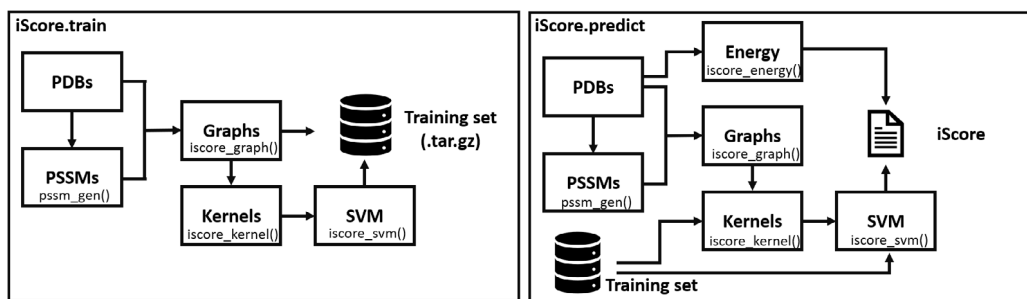 iScore.train
PDBs
PSSMs
pssm_gen()
Graphs
iscore_graph()
Kernels
iscore_kernel()
SVM
iscore_svm()
Training set
(.tar.gz)
iScore.predict
PDBs
PSSMs
pssm_gen()
Energy
iscore_energy()
Graphs
iscore_graph()
Kernels
iscore_kernel()
SVM
iscore_svm()
iScore
Training set